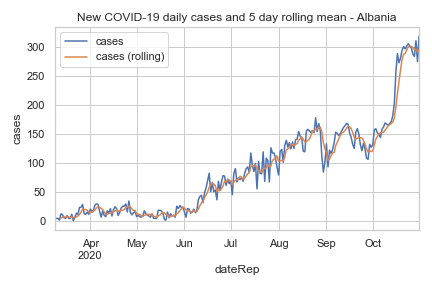 New COVID-19 daily cases and 5 day rolling mean - Albania
cases
cases (rolling)
300
250
200
150
100
50
0
cases
Apr
2020
May
Jun
Jul
Aug
Sep
Oct
dateRep